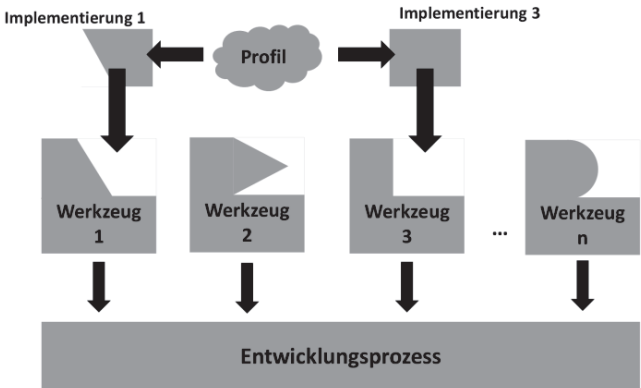 Implementierung 1
Implementierung 3
Profil
Werkzeug
1
Werkzeug
2
Werkzeug
3
...
Werkzeug
n
Entwicklungsprozess